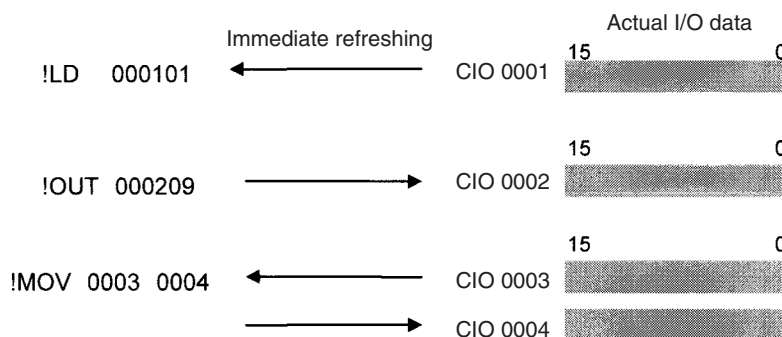 Actual I/O data
Immediate refreshing
15 0
!LD 000101 CIO 0001
15 0
!OUT 000209 CIO 0002
15 0
!MOV 0003 0004 CIO 0003
CIO 0004